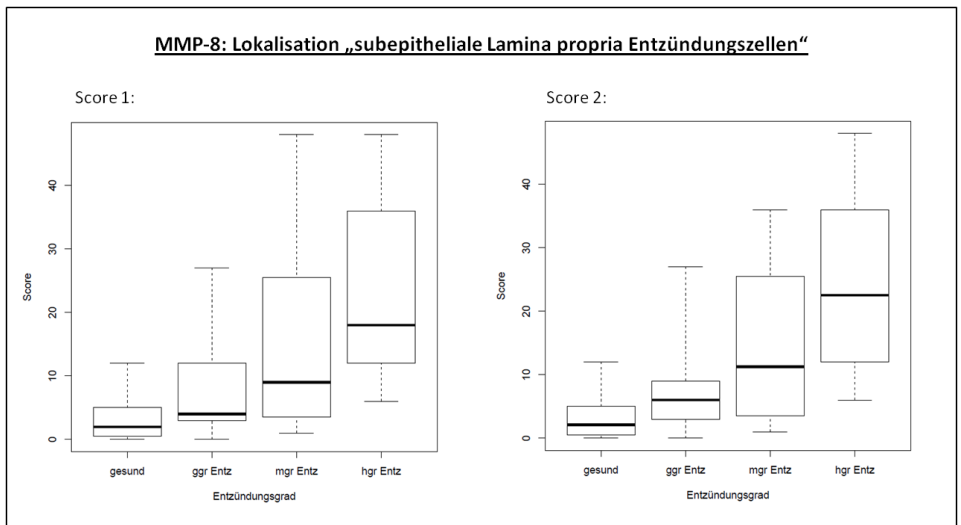 MMP-8: Lokalisation „subepitheliale Lamina propria Entzündungszellen“
Score 1:
40
30
20
10
0
Score
gesund ggr Entz mgr Entz hgr Entz
Entzündungsgrad
Score 2:
40
30
20
10
0
Score
gesund ggr Entz mgr Entz hgr Entz
Entzündungsgrad